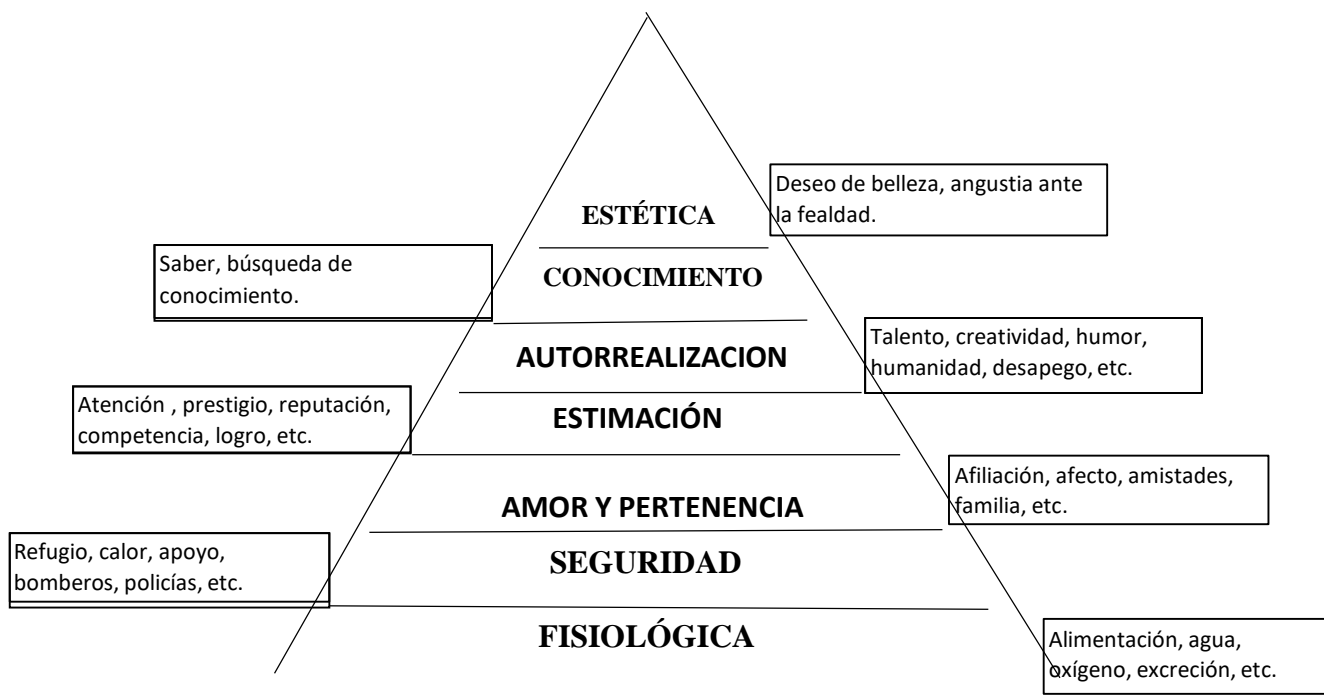 Deseo de belleza, angustia ante
la fealdad.
ESTÉTICA
Saber, búsqueda de
conocimiento.
CONOCIMIENTO
Talento, creatividad, humor,
humanidad, desapego, etc.
AUTORREALIZACION
Atención , prestigio, reputación,
competencia, logro, etc.
ESTIMACIÓN
Afiliación, afecto, amistades,
familia, etc.
AMOR Y PERTENENCIA
Refugio, calor, apoyo,
bomberos, policías, etc.
SEGURIDAD
FISIOLÓGICA
Alimentación, agua,
oxígeno, excreción, etc.